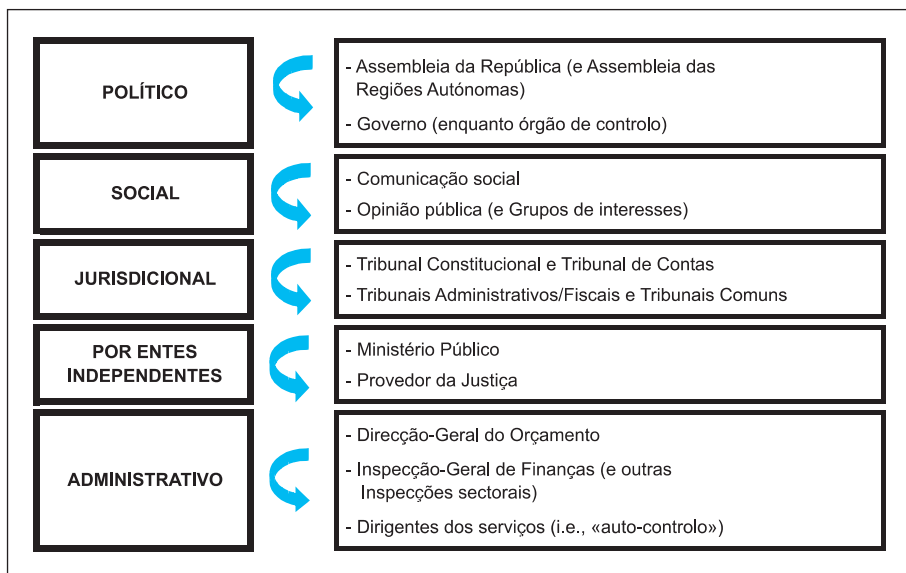 POLÍTICO
- Assembleia da República (e Assembleia das
Regiões Autónomas)
- Governo (enquanto órgão de controlo)
SOCIAL
- Comunicação social
- Opinião pública (e Grupos de interesses)
JURISDICIONAL
- Tribunal Constitucional e Tribunal de Contas
- Tribunais Administrativos/Fiscais e Tribunais Comuns
POR ENTES
INDEPENDENTES
- Ministério Público
- Provedor da Justiça
ADMINISTRATIVO
- Direcção-Geral do Orçamento
- Inspecção-Geral de Finanças (e outras
Inspecções sectorais)
- Dirigentes dos serviços (i.e., «auto-controlo»)